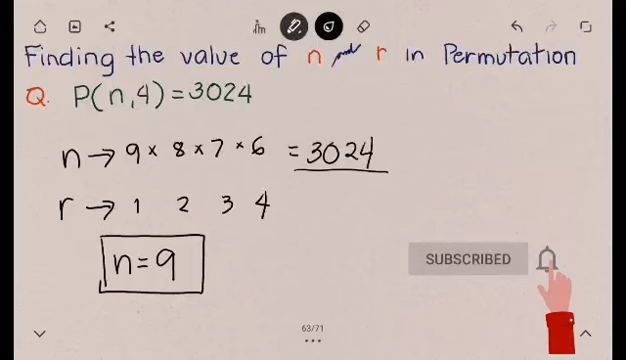 Finding the value of n and r in Permutation
Q. P(n,4)=3024
n → 9 × 8 × 7 × 6 = 3024
r → 1 2 3 4
n=9
SUBSCRIBED
63/71